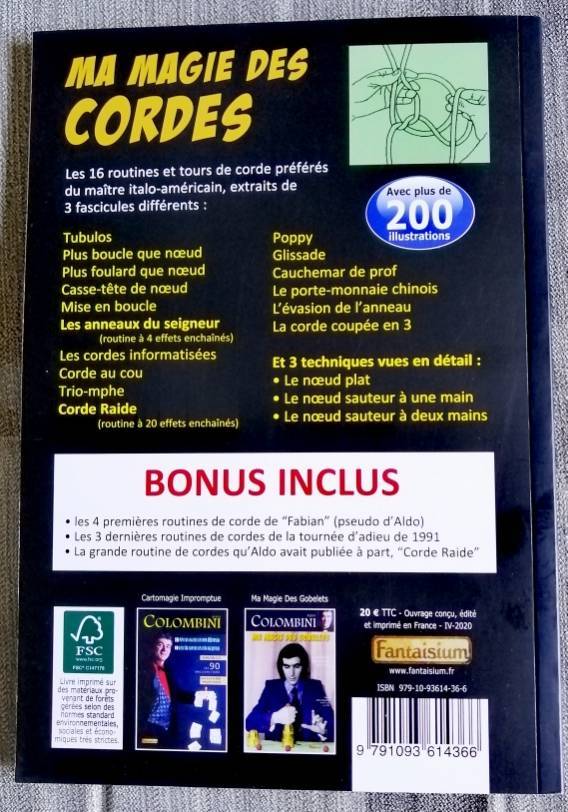 MA MAGIE DES
CORDES
Les 16 routines et tours de corde préférés
du maître italo-américain, extraits de
3 fascicules différents :
Avec plus de
200
illustrations
Tubulos
Plus boucle que nœud
Plus foulard que nœud
Casse-tête de nœud
Mise en boucle
Les anneaux du seigneur
(routine à 4 effets enchaînés)
Les cordes informatisées
Corde au cou
Trio-mphe
Corde Raide
(routine à 20 effets enchaînés)
Poppy
Glissade
Cauchemar de prof
Le porte-monnaie chinois
L'évasion de l'anneau
La corde coupée en 3
Et 3 techniques vues en détail :
• Le nœud plat
• Le nœud sauteur à une main
• Le nœud sauteur à deux mains
BONUS INCLUS
• les 4 premières routines de corde de “Fabian” (pseudo d'Aldo)
• Les 3 dernières routines de cordes de la tournée d'adieu de 1991
• La grande routine de cordes qu'Aldo avait publiée à part, “Corde Raide”
FSC
www.fsc.org
FSC® C147178
Livre imprimé sur
des matériaux pro-
venant de forêts
gérées selon des
normes standard
environnementales,
sociales et écono-
miques très strictes.
Cartomagie Impromptue
COLOMBINI
90
Ma Magie Des Gobelets
COLOMBINI
MA MAGIE DES GOBELETS
20 € TTC - Ouvrage conçu, édité
et imprimé en France - IV-2020
Fantaisium
www.fantaisium.fr
ISBN 979-10-93614-36-6
9 791093 614366